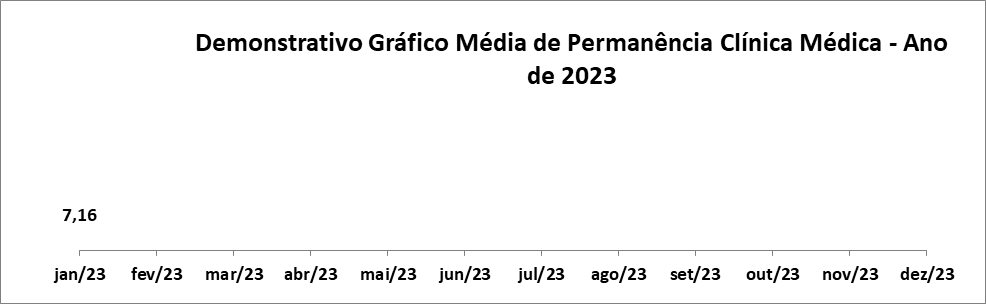 Demonstrativo Gráfico Média de Permanência Clínica Médica - Ano
de 2023
7,16
jan/23 fev/23 mar/23 abr/23 mai/23 jun/23 jul/23 ago/23 set/23 out/23 nov/23 dez/23